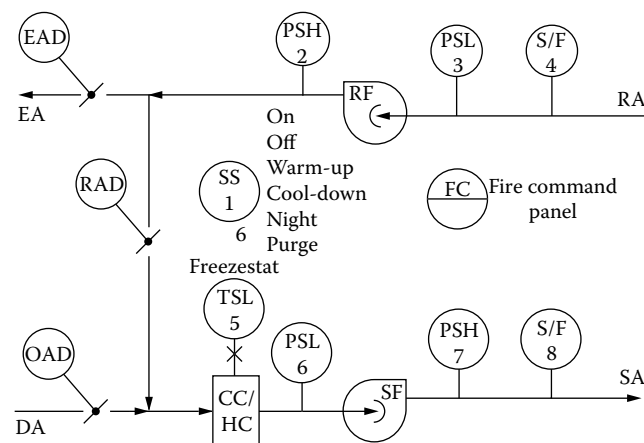 EAD
PSH
2
PSL
3
S/F
4
EA
RF
RA
On
Off
Warm-up
Cool-down
Night
Purge
RAD
SS
1
6
FC
Fire command
panel
Freezestat
TSL
5
OAD
PSL
6
PSH
7
S/F
8
DA
CC/
HC
SF
SA